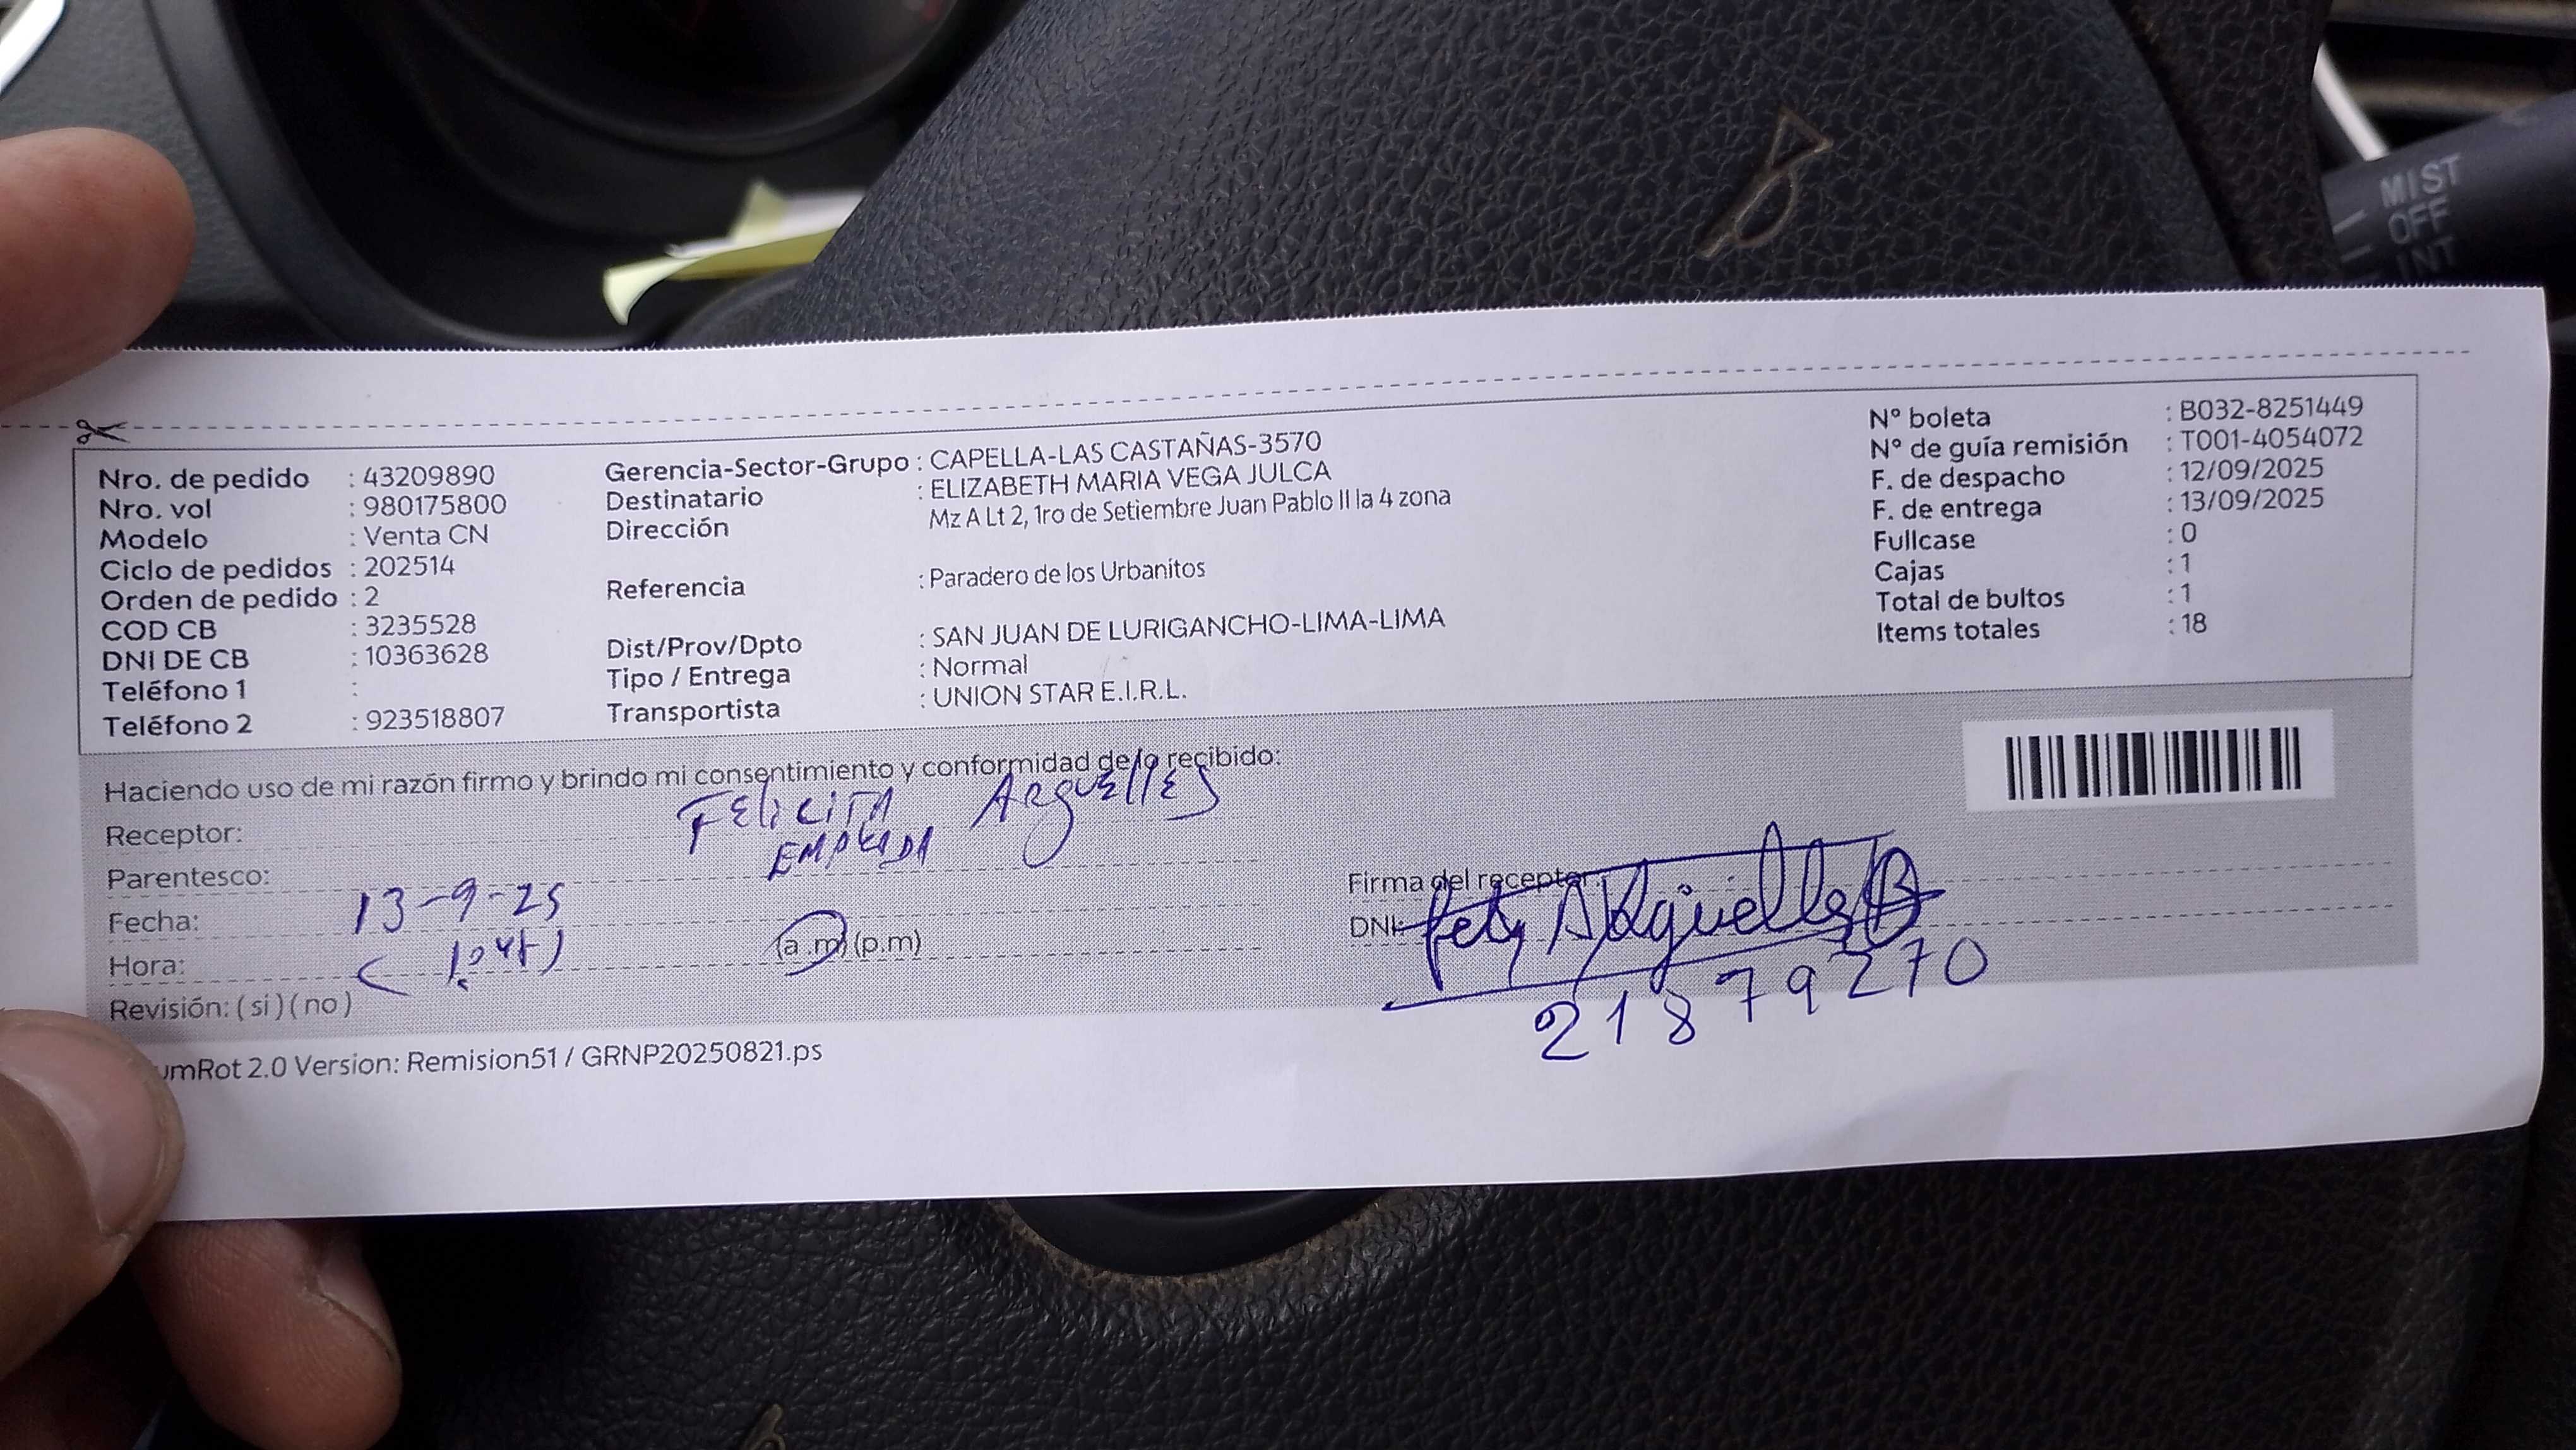 MIST
OFF
INT
Nro. de pedido : 43209890
Nro. vol : 980175800
Modelo : Venta CN
Ciclo de pedidos : 202514
Orden de pedido : 2
COD CB : 3235528
DNI DE CB : 10363628
Teléfono 1 :
Teléfono 2 : 923518807
Gerencia-Sector-Grupo : CAPELLA-LAS CASTAÑAS-3570
Destinatario : ELIZABETH MARIA VEGA JULCA
Dirección Mz A Lt 2, 1ro de Setiembre Juan Pablo II la 4 zona
Referencia : Paradero de los Urbanitos
Dist/Prov/Dpto : SAN JUAN DE LURIGANCHO-LIMA-LIMA
Tipo / Entrega : Normal
Transportista : UNION STAR E.I.R.L.
N° boleta : B032-8251449
N° de guía remisión : T001-4054072
F. de despacho : 12/09/2025
F. de entrega : 13/09/2025
Fullcase : 0
Cajas : 1
Total de bultos : 1
Items totales : 18
Haciendo uso de mi razón firmo y brindo mi consentimiento y conformidad de lo recibido:
Receptor: FELICITA ARGUELLES
Parentesco:
Fecha: 13-9-25
Hora: (a.m) (p.m)
Revisión: ( si ) ( no )
Firma del receptor:
DNI: Argüelles
21879270
umRot 2.0 Version: Remision51 / GRNP20250821.ps